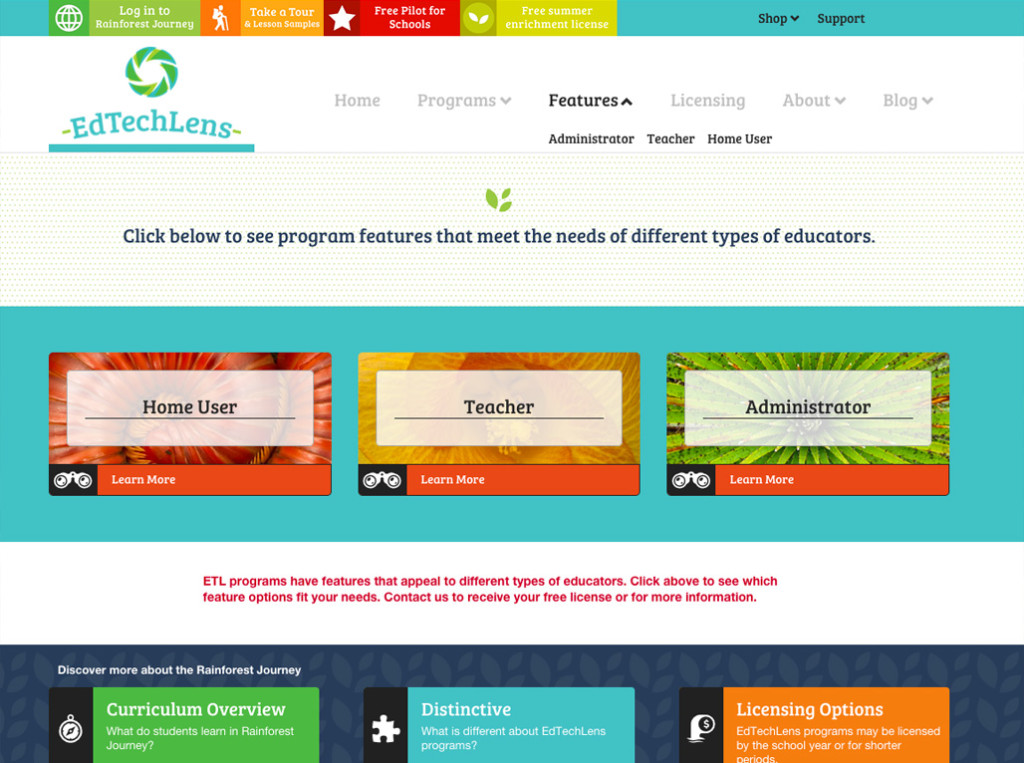 Log in to
Rainforest Journey
Take a Tour
& Lesson Samples
Free Pilot for
Schools
Free summer
enrichment license
Shop
Support
-EdTechLens-
Home
Programs
Features
Licensing
About
Blog
Administrator
Teacher
Home User
Click below to see program features that meet the needs of different types of educators.
Home User
Learn More
Teacher
Learn More
Administrator
Learn More
ETL programs have features that appeal to different types of educators. Click above to see which
feature options fit your needs. Contact us to receive your free license or for more information.
Discover more about the Rainforest Journey
Curriculum Overview
What do students learn in Rainforest
Journey?
Distinctive
What is different about EdTechLens
programs?
$
Licensing Options
EdTechLens programs may be licensed
by the school year or for shorter
periods.